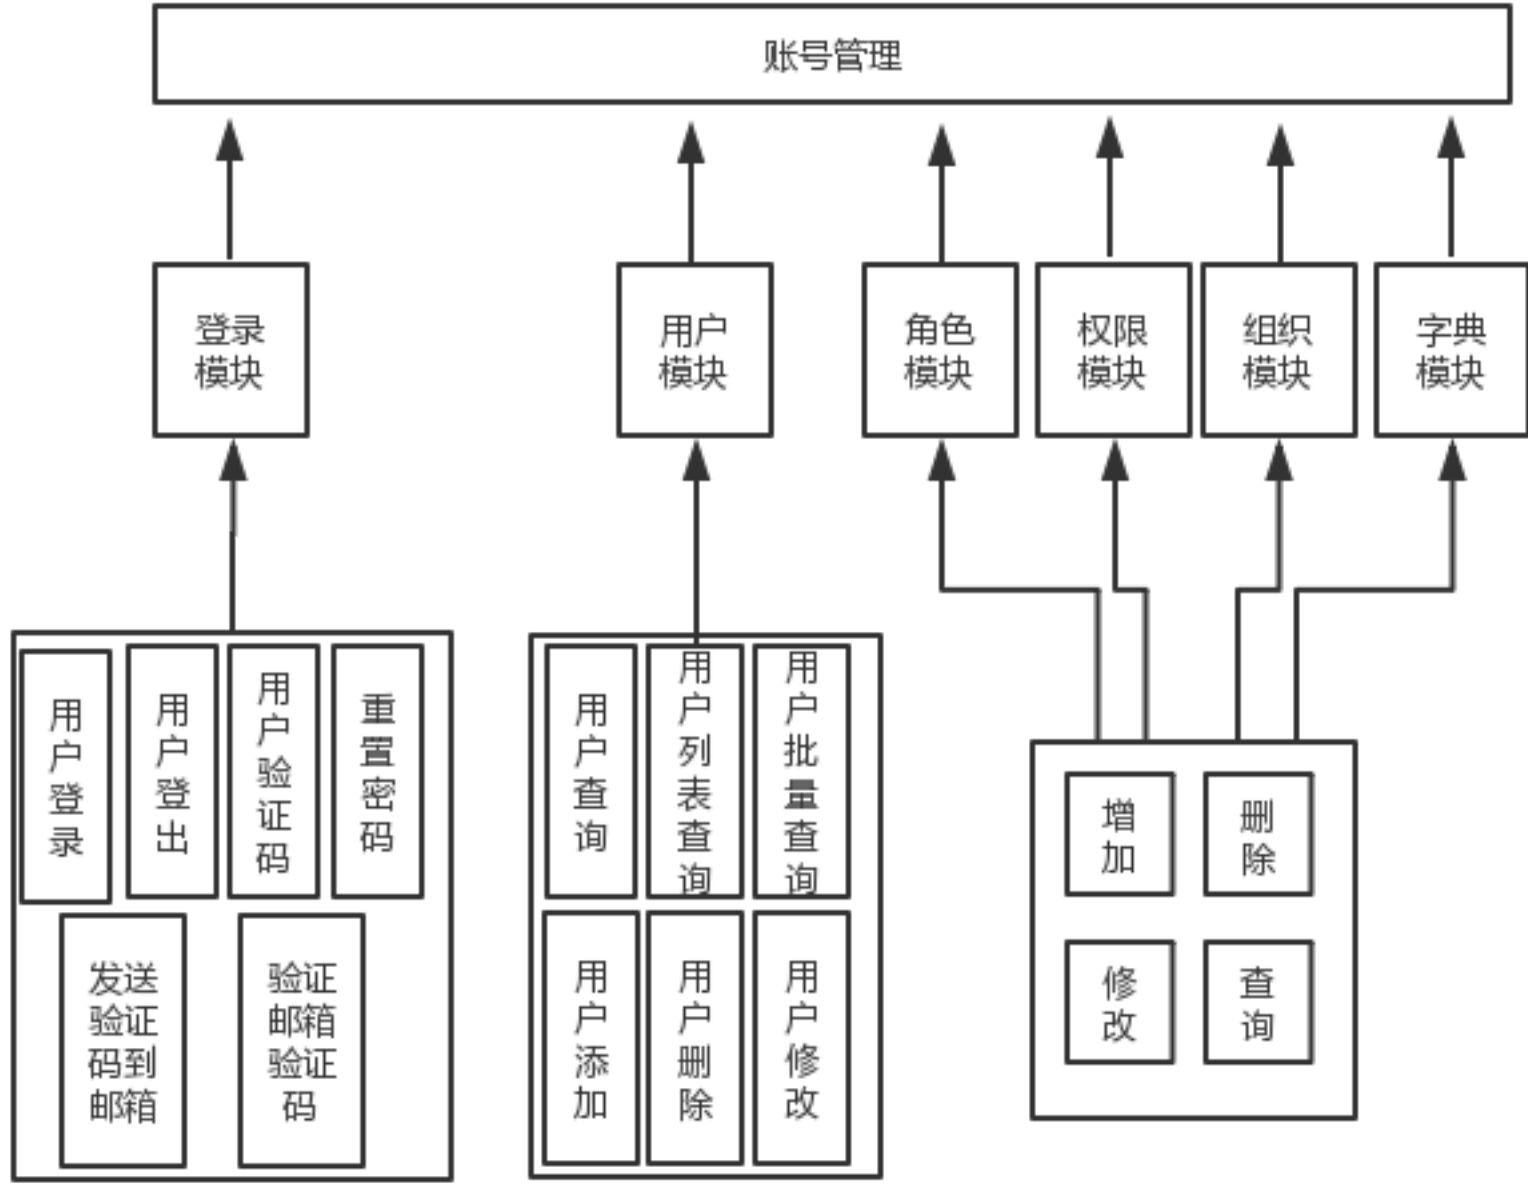 账号管理
登录
模块
用户
模块
角色
模块
权限
模块
组织
模块
字典
模块
用户登录
用户登出
用户验证码
重置密码
发送
验证
码到
邮箱
验证
邮箱
验证
码
用户查询
用户列表查询
用户批量查询
用户添加
用户删除
用户修改
增
加
删
除
修
改
查
询